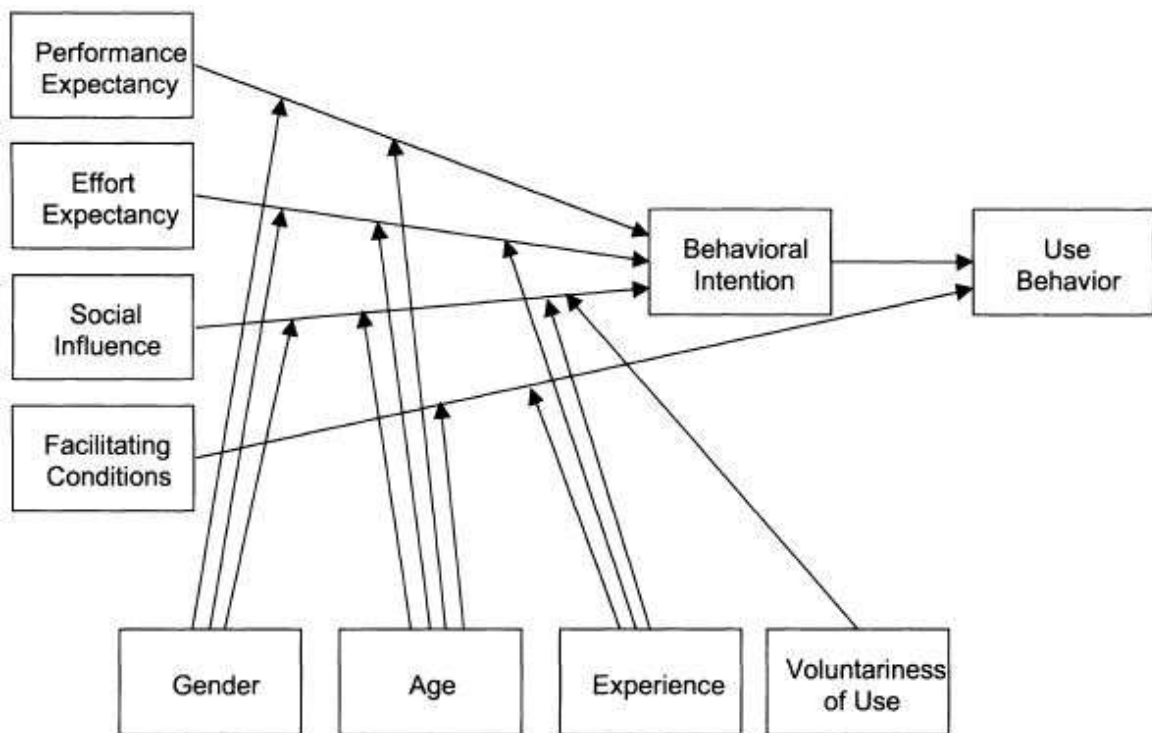 Performance
Expectancy
Effort
Expectancy
Social
Influence
Facilitating
Conditions
Behavioral
Intention
Use
Behavior
Gender
Age
Experience
Voluntariness
of Use